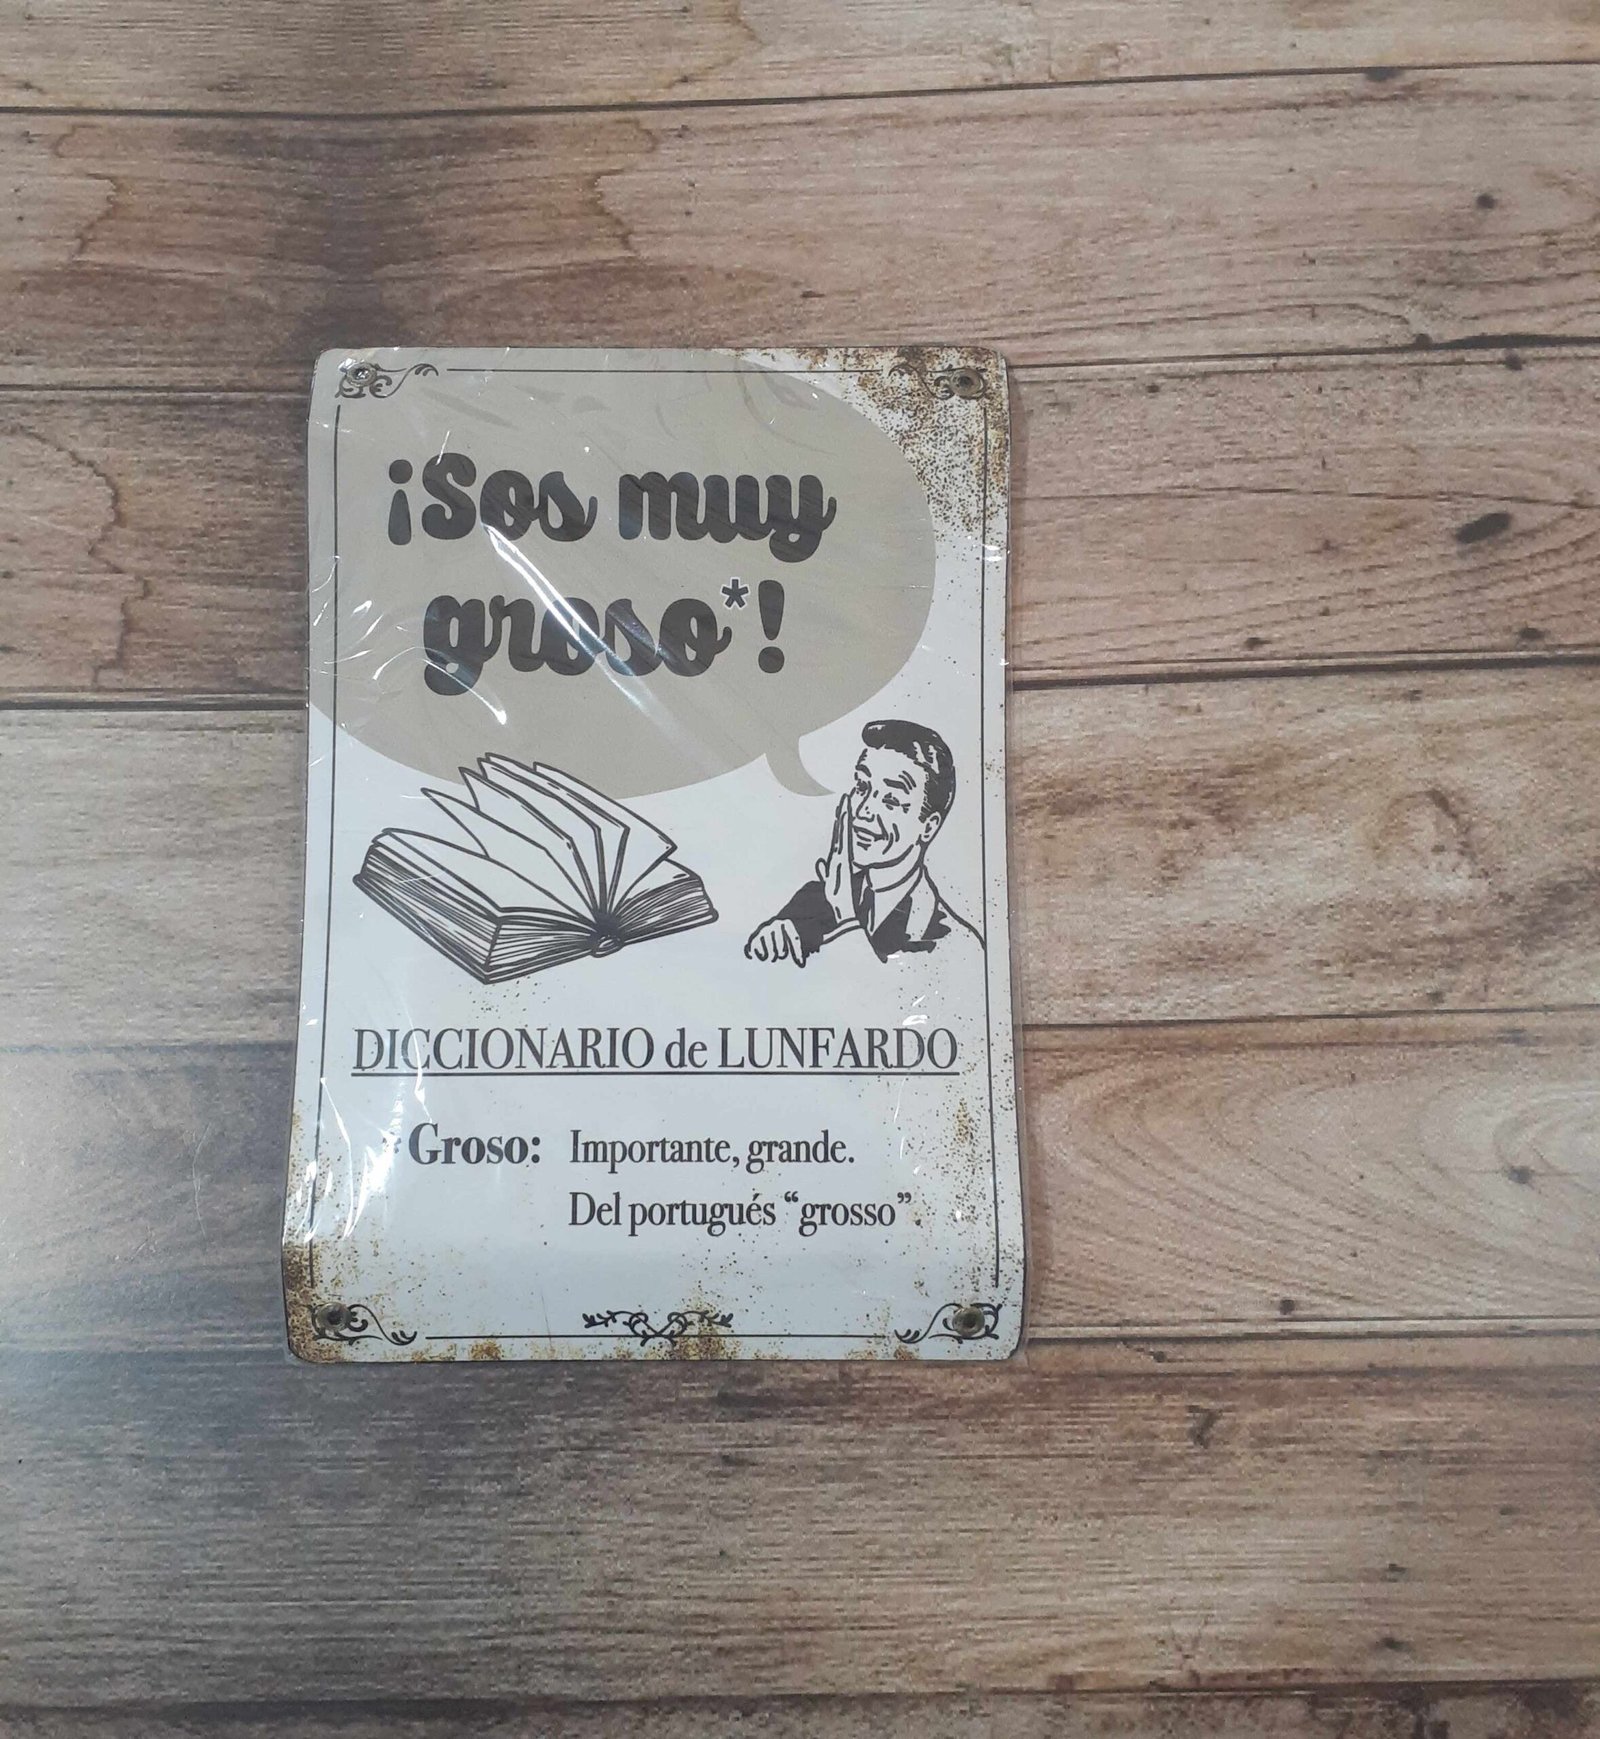 ¡Sos muy
groso*!
DICCIONARIO de LUNFARDO
* Groso: Importante, grande.
Del portugués “grosso”.